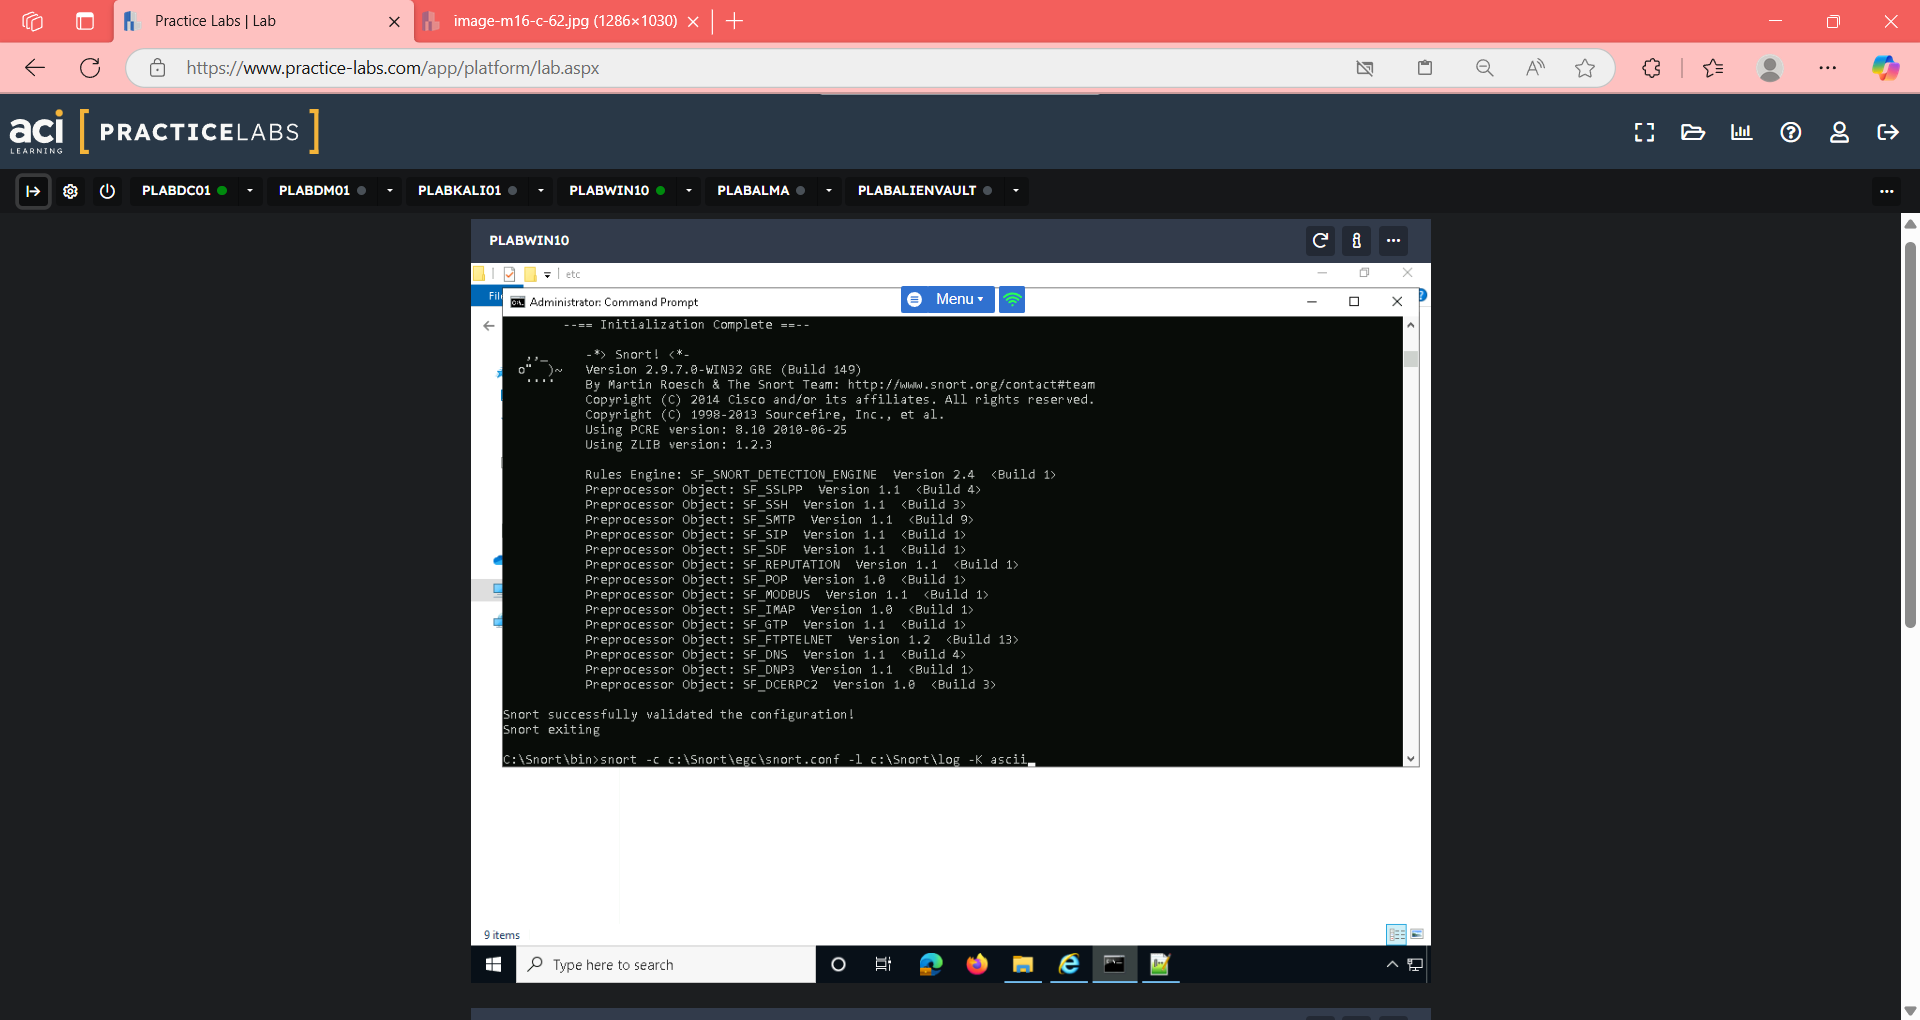 Practice Labs | Lab
image-m16-c-62.jpg (1286×1030)
https://www.practice-labs.com/app/platform/lab.aspx
aci LEARNING [ PRACTICELABS ]
PLABDC01 PLABDM01 PLABKALI01 PLABWIN10 PLABALMA PLABALIENVAULT
PLABWIN10
etc
Administrator: Command Prompt
Menu
--== Initialization Complete ==--
,,_ -*> Snort! <*-
o" )~ Version 2.9.7.0-WIN32 GRE (Build 149)
'''' By Martin Roesch & The Snort Team: http://www.snort.org/contact#team
Copyright (C) 2014 Cisco and/or its affiliates. All rights reserved.
Copyright (C) 1998-2013 Sourcefire, Inc., et al.
Using PCRE version: 8.10 2010-06-25
Using ZLIB version: 1.2.3
Rules Engine: SF_SNORT_DETECTION_ENGINE Version 2.4 <Build 1>
Preprocessor Object: SF_SSLPP Version 1.1 <Build 4>
Preprocessor Object: SF_SSH Version 1.1 <Build 3>
Preprocessor Object: SF_SMTP Version 1.1 <Build 9>
Preprocessor Object: SF_SIP Version 1.1 <Build 1>
Preprocessor Object: SF_SDF Version 1.1 <Build 1>
Preprocessor Object: SF_REPUTATION Version 1.1 <Build 1>
Preprocessor Object: SF_POP Version 1.0 <Build 1>
Preprocessor Object: SF_MODBUS Version 1.1 <Build 1>
Preprocessor Object: SF_IMAP Version 1.0 <Build 1>
Preprocessor Object: SF_GTP Version 1.1 <Build 1>
Preprocessor Object: SF_FTPTELNET Version 1.2 <Build 13>
Preprocessor Object: SF_DNS Version 1.1 <Build 4>
Preprocessor Object: SF_DNP3 Version 1.1 <Build 1>
Preprocessor Object: SF_DCERPC2 Version 1.0 <Build 3>
Snort successfully validated the configuration!
Snort exiting
C:\Snort\bin>snort -c c:\Snort\egc\snort.conf -l c:\Snort\log -K ascii_
9 items
Type here to search